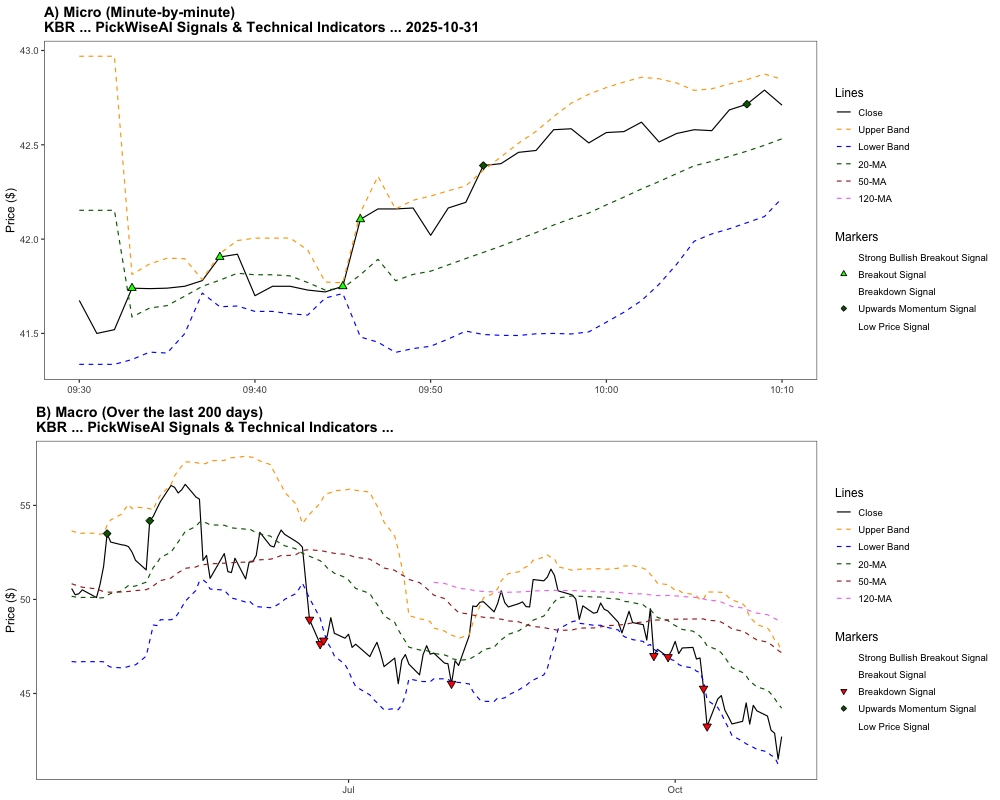 A) Micro (Minute-by-minute)
KBR ... PickWiseAI Signals & Technical Indicators ... 2025-10-31
Price ($)
43.0
42.5
42.0
41.5
09:30 09:40 09:50 10:00 10:10
Lines
Close
Upper Band
Lower Band
20-MA
50-MA
120-MA
Markers
Strong Bullish Breakout Signal
Breakout Signal
Breakdown Signal
Upwards Momentum Signal
Low Price Signal
B) Macro (Over the last 200 days)
KBR ... PickWiseAI Signals & Technical Indicators ...
Price ($)
55
50
45
Jul Oct
Lines
Close
Upper Band
Lower Band
20-MA
50-MA
120-MA
Markers
Strong Bullish Breakout Signal
Breakout Signal
Breakdown Signal
Upwards Momentum Signal
Low Price Signal